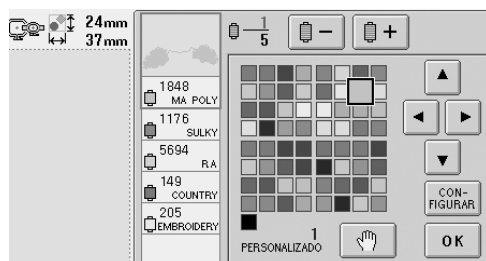 24mm
37mm
1
5
−
+
1848
MA POLY
1176
SULKY
5694
RA
149
COUNTRY
205
EMBROIDERY
1
PERSONALIZADO
CON-
FIGURAR
OK